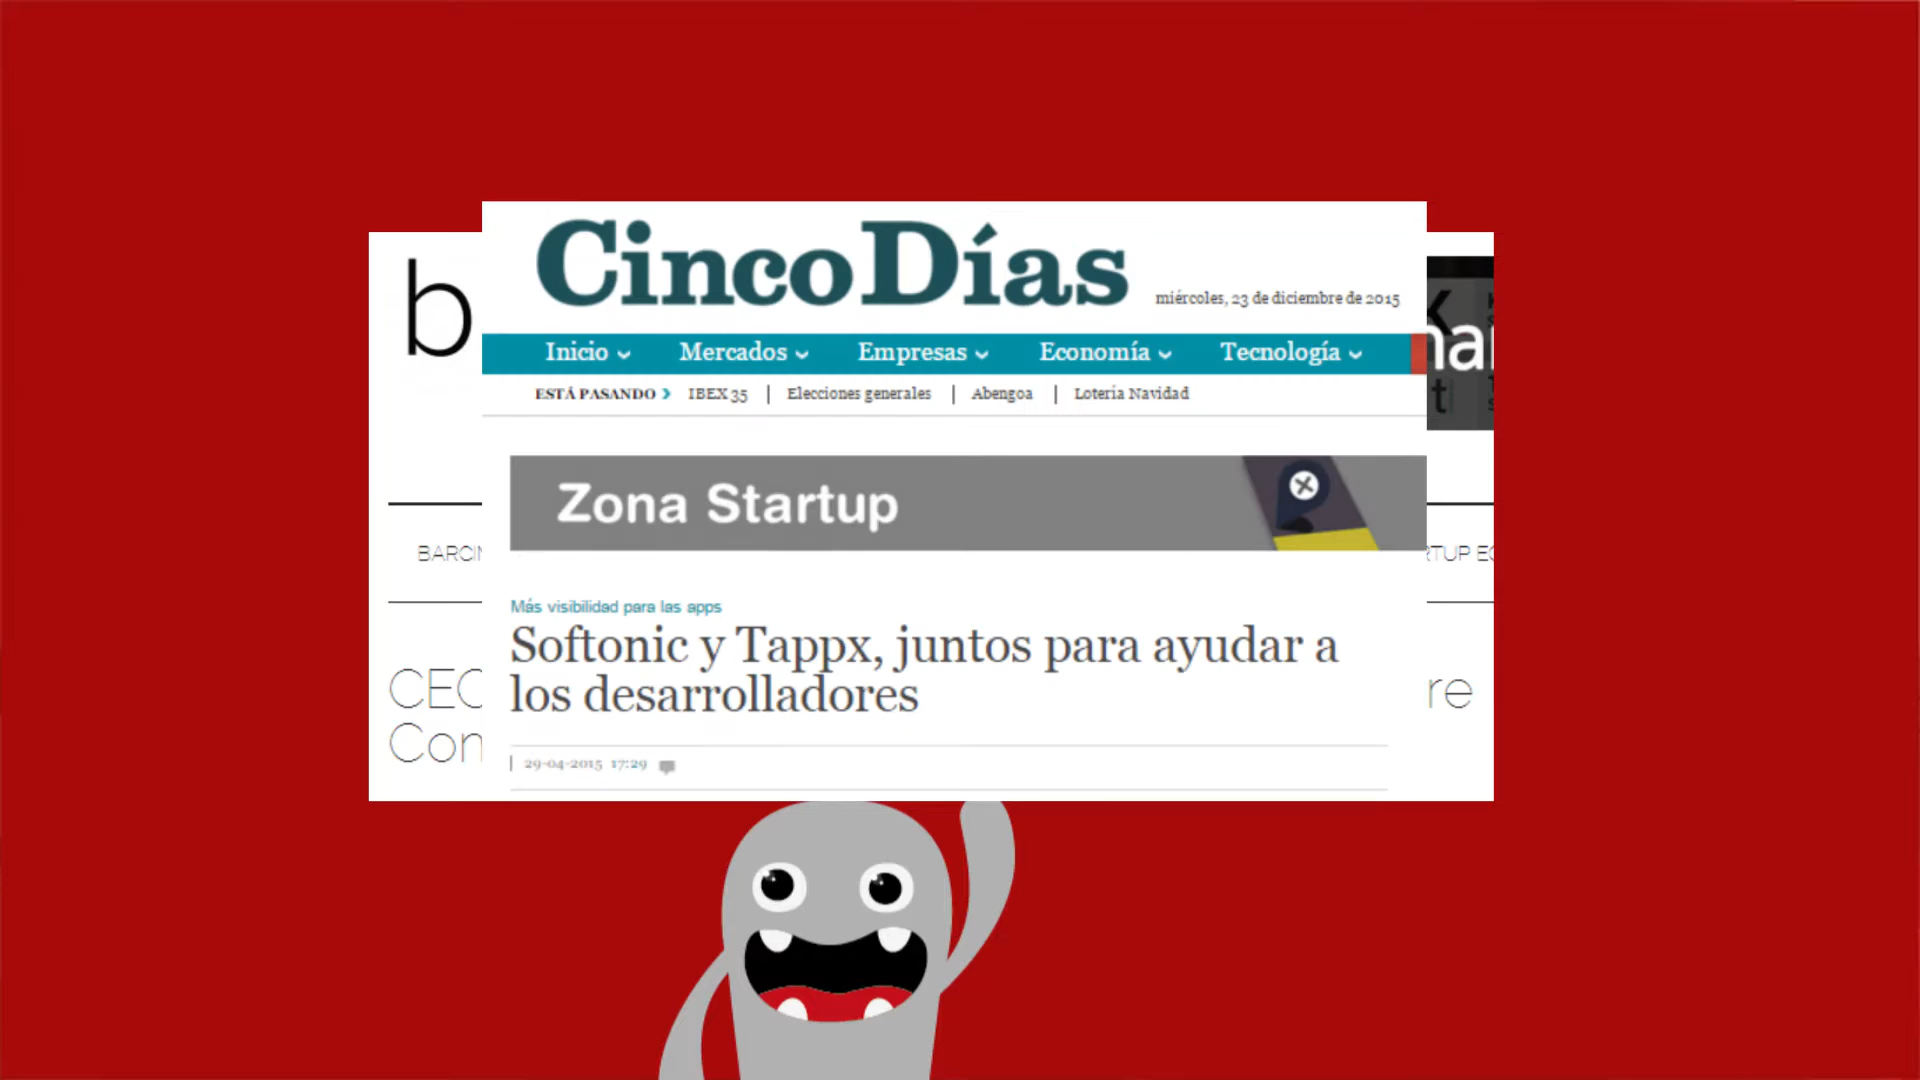 CincoDías
miércoles, 23 de diciembre de 2015
Inicio Mercados Empresas Economía Tecnología
ESTÁ PASANDO IBEX 35 | Elecciones generales | Abengoa | Lotería Navidad
Zona Startup
Más visibilidad para las apps
Softonic y Tappx, juntos para ayudar a
los desarrolladores
29-04-2015 17:29
b